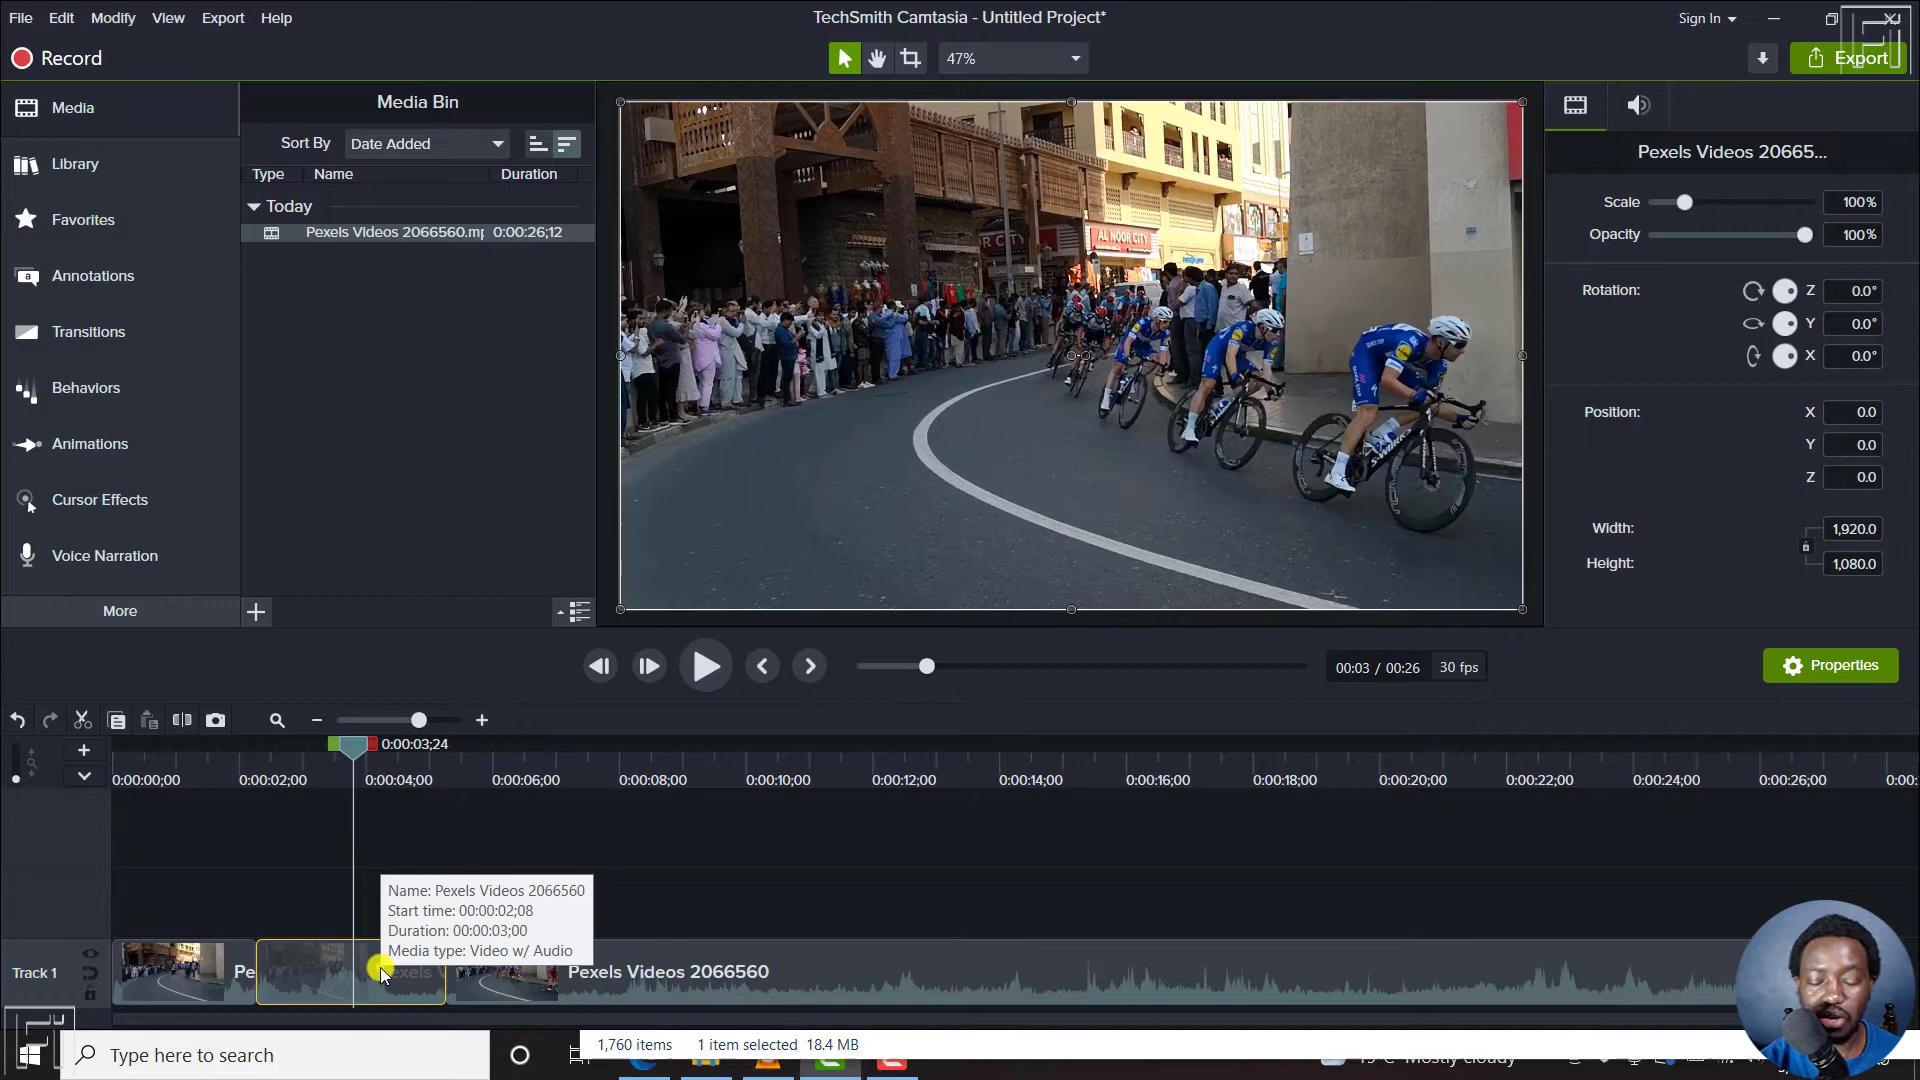 File Edit Modify View Export Help
TechSmith Camtasia - Untitled Project*
Sign In
Record
47%
Export
Media
Library
Favorites
Annotations
Transitions
Behaviors
Animations
Cursor Effects
Voice Narration
More
Media Bin
Sort By Date Added
Type Name Duration
Today
Pexels Videos 2066560.mp 0:00:26;12
AL NOOR CITY
Pexels Videos 20665...
Scale 100%
Opacity 100%
Rotation: Z 0.0°
Y 0.0°
X 0.0°
Position: X 0.0
Y 0.0
Z 0.0
Width: 1,920.0
Height: 1,080.0
00:03 / 00:26 30 fps
Properties
0:00:03;24
0:00:00;00 0:00:02;00 0:00:04;00 0:00:06;00 0:00:08;00 0:00:10;00 0:00:12;00 0:00:14;00 0:00:16;00 0:00:18;00 0:00:20;00 0:00:22;00 0:00:24;00 0:00:26;00 0:00:
Name: Pexels Videos 2066560
Start time: 00:00:02;08
Duration: 00:00:03;00
Media type: Video w/ Audio
Track 1
Pe
Pexels Videos 2066560
Type here to search
1,760 items 1 item selected 18.4 MB
Mostly cloudy